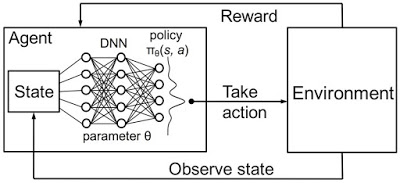 Reward
Agent
DNN
policy
πθ(s, a)
State
Take
action
Environment
parameter θ
Observe state